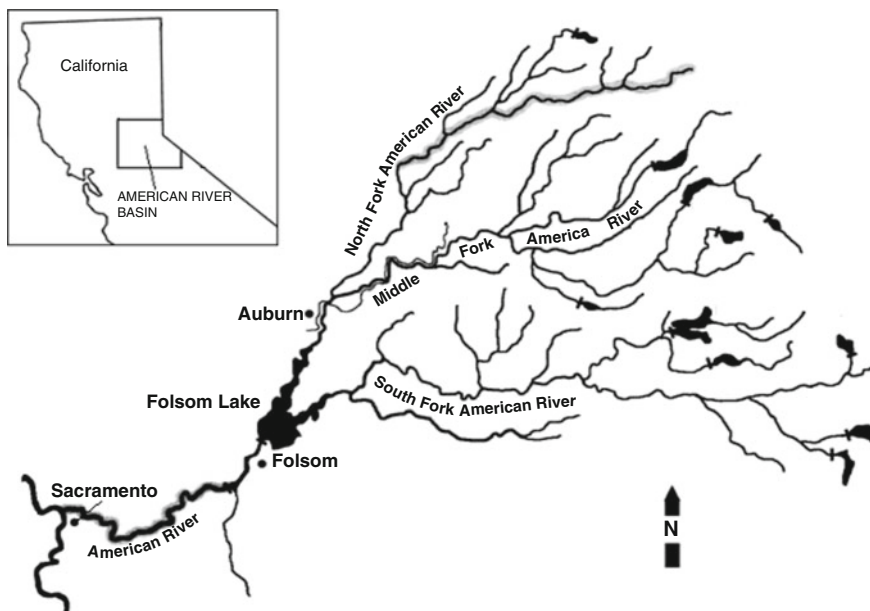 California
AMERICAN RIVER
BASIN
North Fork American River
Middle Fork America River
Auburn
Folsom Lake
South Fork American River
Folsom
Sacramento
American River
N